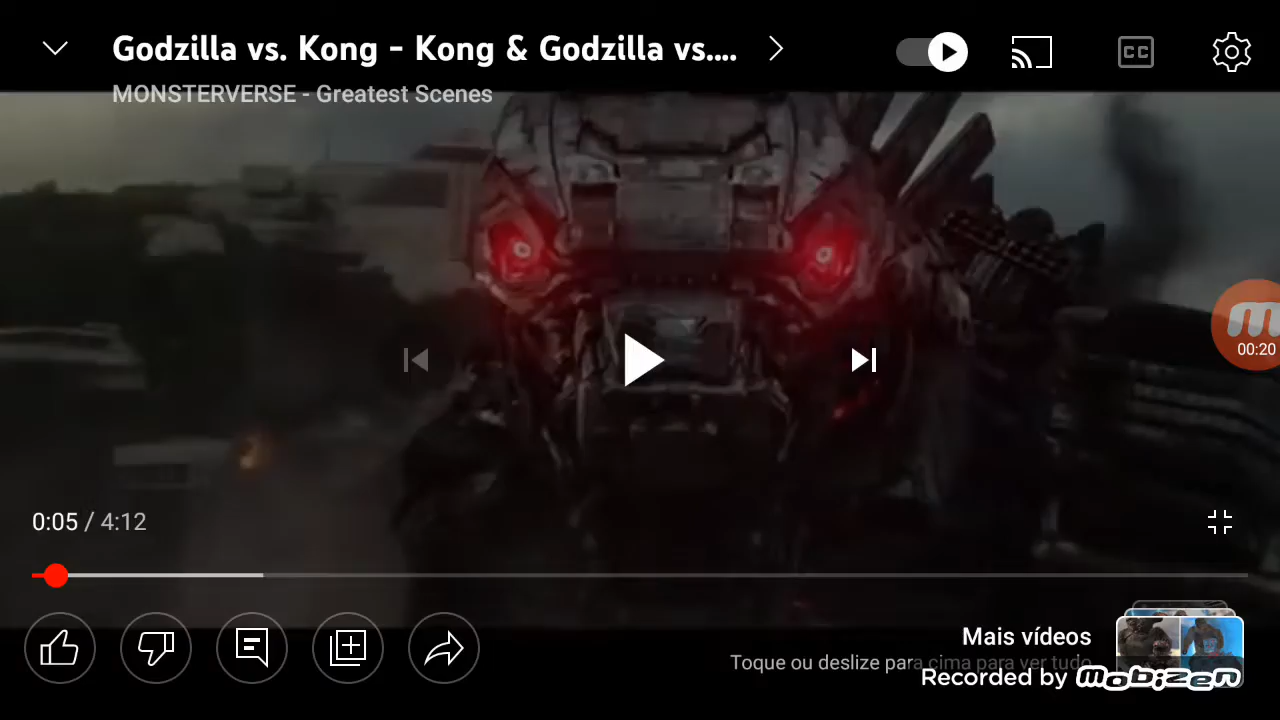 Godzilla vs. Kong - Kong & Godzilla vs....
MONSTERVERSE - Greatest Scenes
CC
00:20
0:05 / 4:12
Mais vídeos
Toque ou deslize para cima para ver tudo
Recorded by mobizen